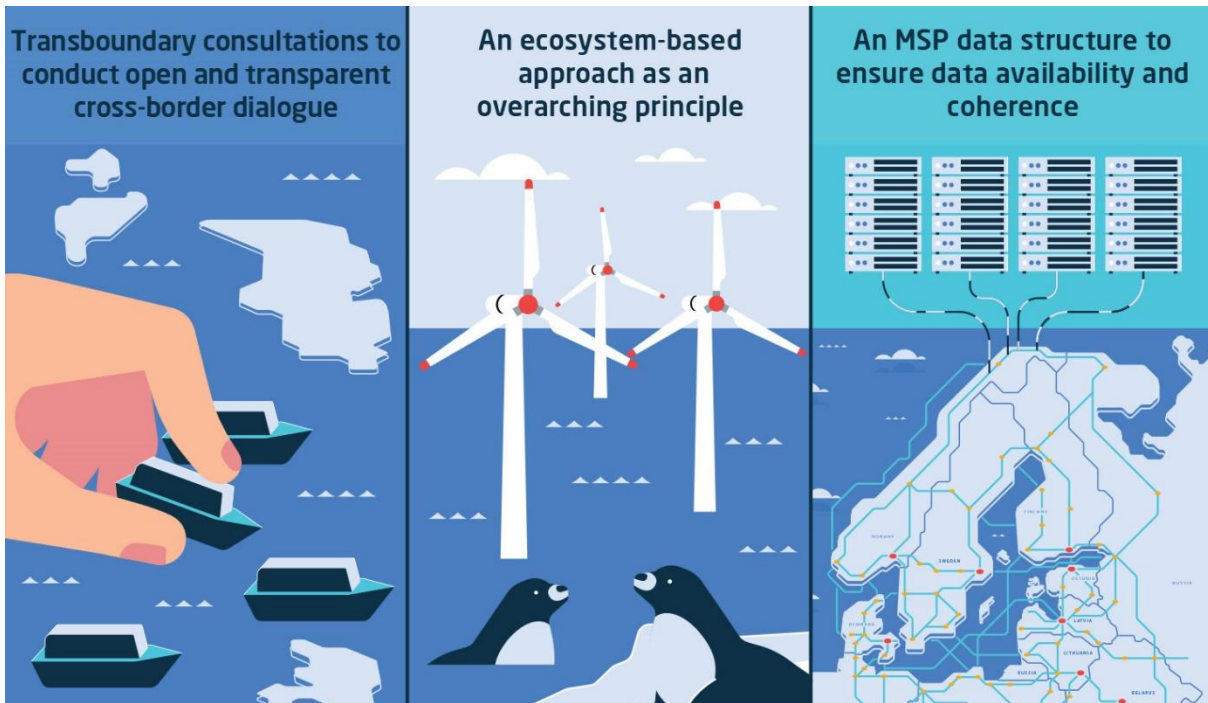 Transboundary consultations to
conduct open and transparent
cross-border dialogue
An ecosystem-based
approach as an
overarching principle
An MSP data structure to
ensure data availability and
coherence
NORWAY
SWEDEN
FINLAND
ESTONIA
RUSSIA
LATVIA
DENMARK
LITHUANIA
RUSSIA
BELARUS